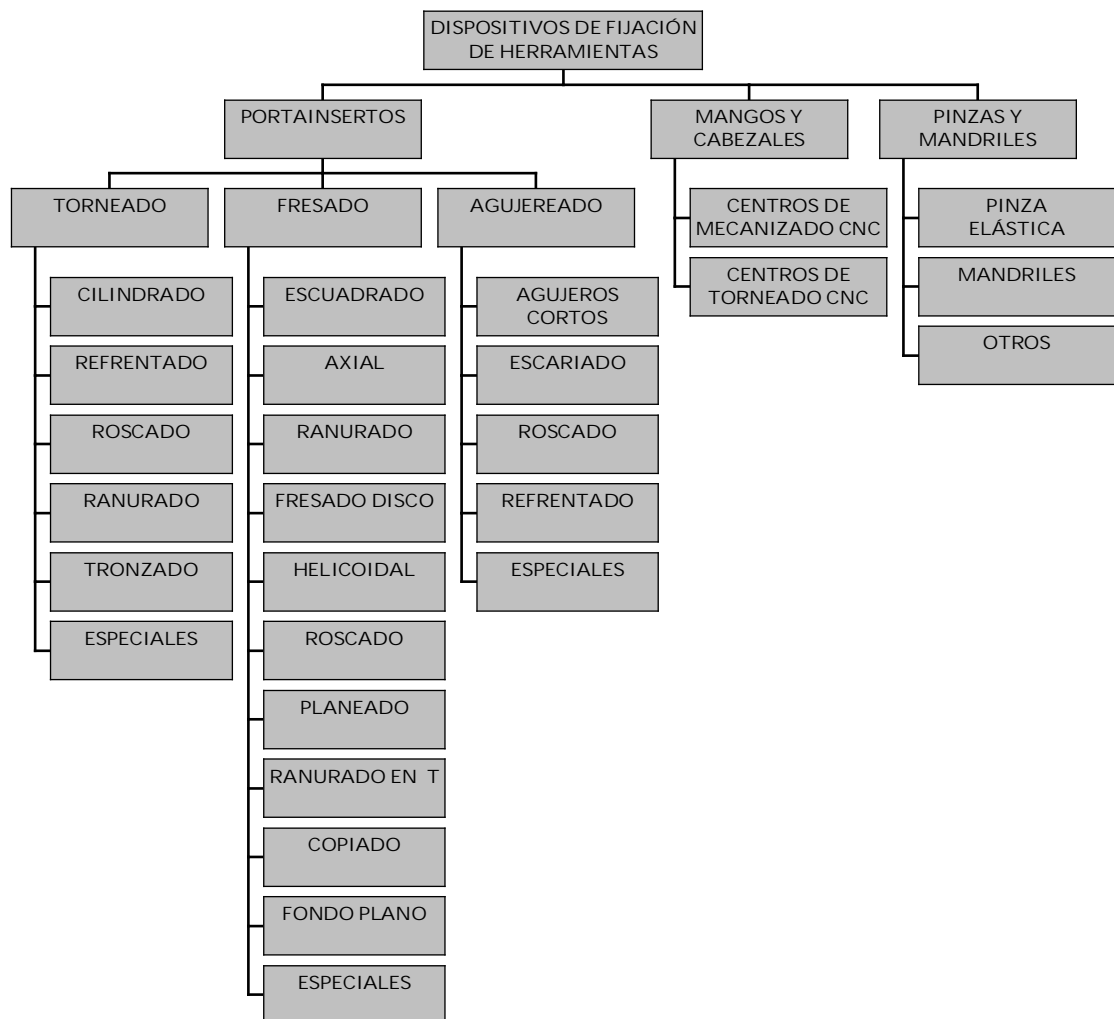 DISPOSITIVOS DE FIJACIÓN
DE HERRAMIENTAS
PORTAINSERTOS
MANGOS Y
CABEZALES
PINZAS Y
MANDRILES
TORNEADO
FRESADO
AGUJEREADO
CILINDRADO
REFRENTADO
ROSCADO
RANURADO
TRONZADO
ESPECIALES
ESCUADRADO
AXIAL
RANURADO
FRESADO DISCO
HELICOIDAL
ROSCADO
PLANEADO
RANURADO EN T
COPIADO
FONDO PLANO
ESPECIALES
AGUJEROS
CORTOS
ESCARIADO
ROSCADO
REFRENTADO
ESPECIALES
CENTROS DE
MECANIZADO CNC
CENTROS DE
TORNEADO CNC
PINZA
ELÁSTICA
MANDRILES
OTROS